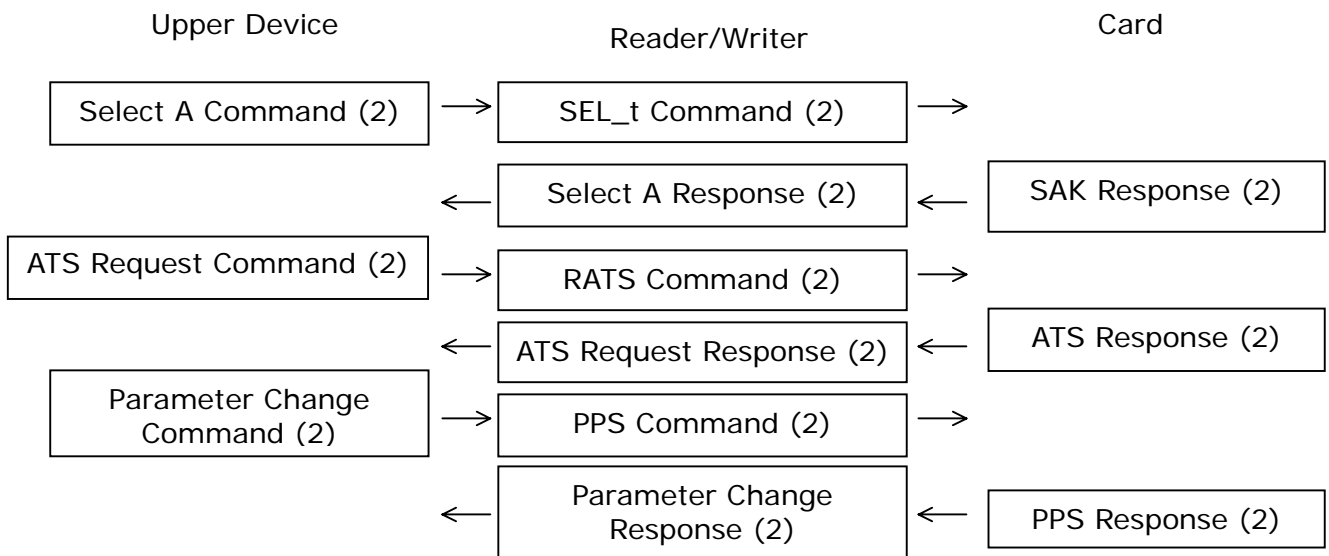 Upper Device
Reader/Writer
Card
Select A Command (2)
SEL_t Command (2)
Select A Response (2)
SAK Response (2)
ATS Request Command (2)
RATS Command (2)
ATS Request Response (2)
ATS Response (2)
Parameter Change
Command (2)
PPS Command (2)
Parameter Change
Response (2)
PPS Response (2)